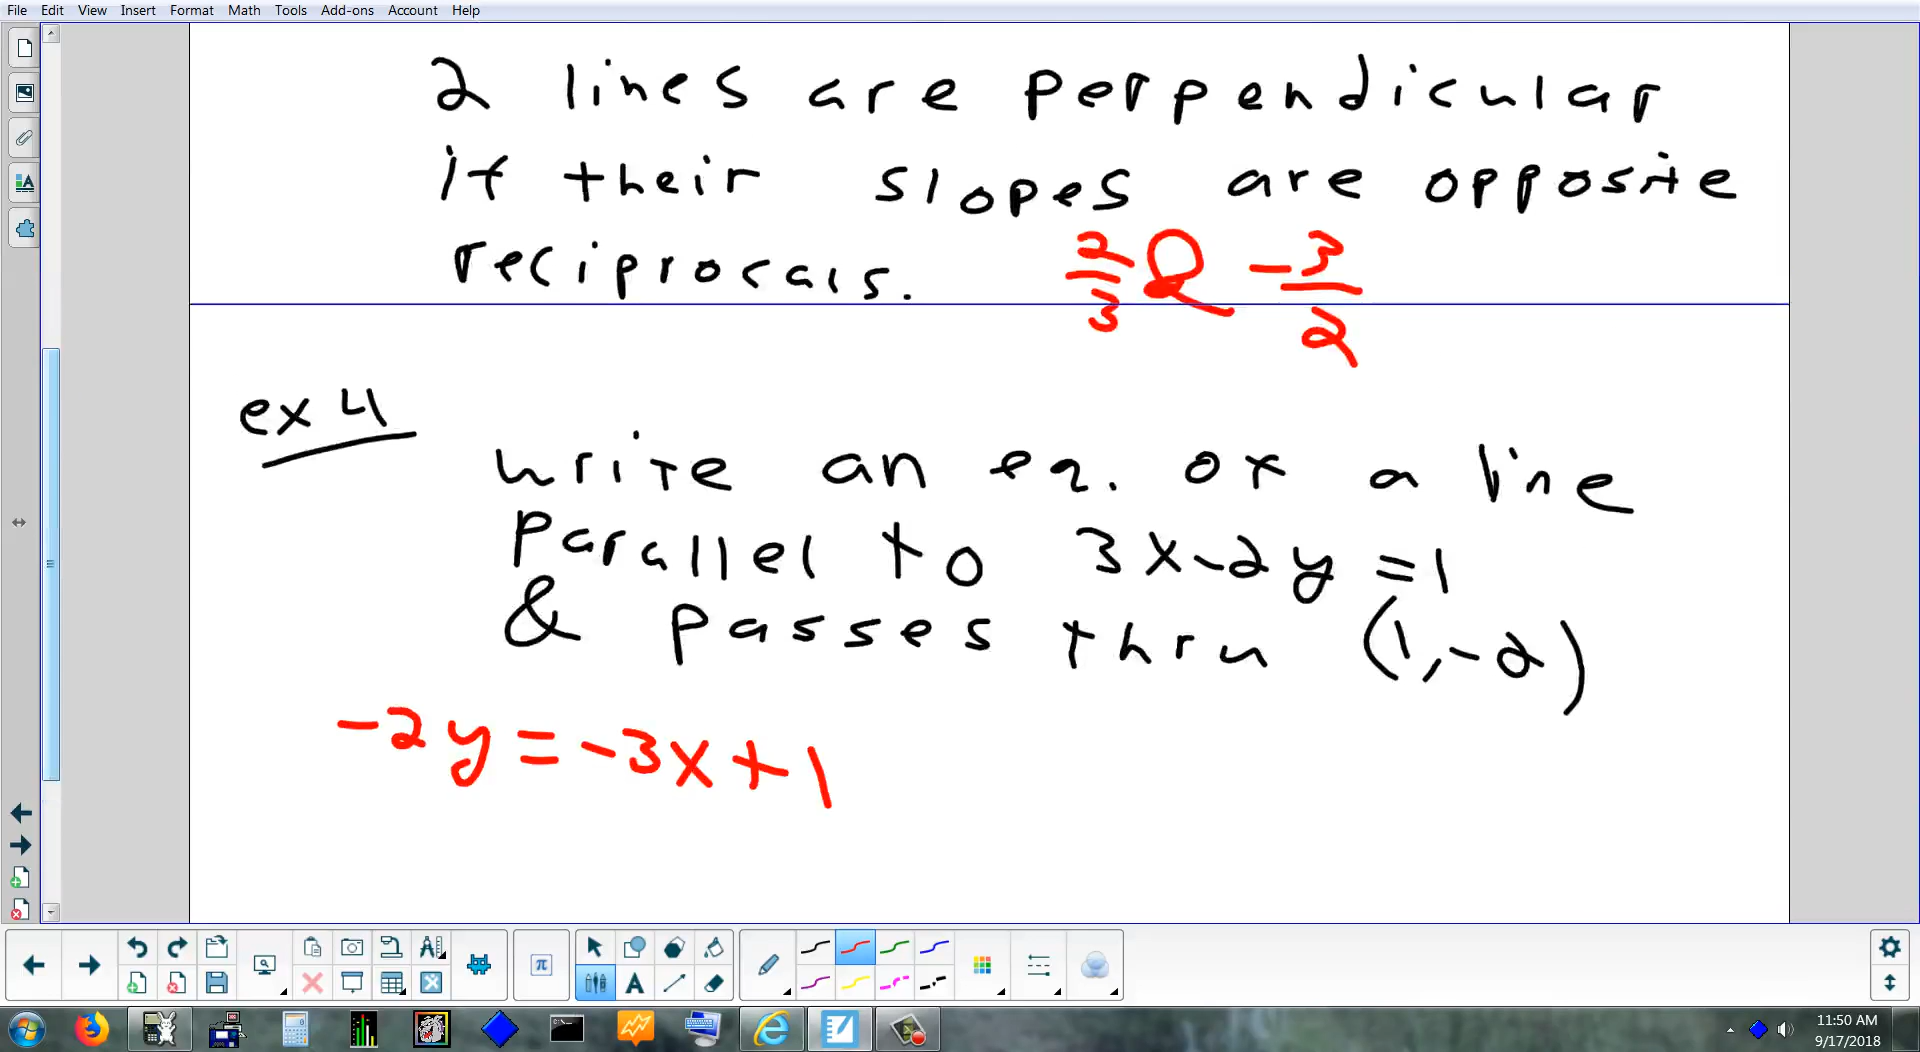 File Edit View Insert Format Math Tools Add-ons Account Help
2 lines are perpendicular
if their slopes are opposite
reciprocals. 2/3 & -3/2
ex 4
write an eq. of a line
parallel to 3x-2y=1
& passes thru (1,-2)
-2y=-3x+1
π
A
11:50 AM
9/17/2018